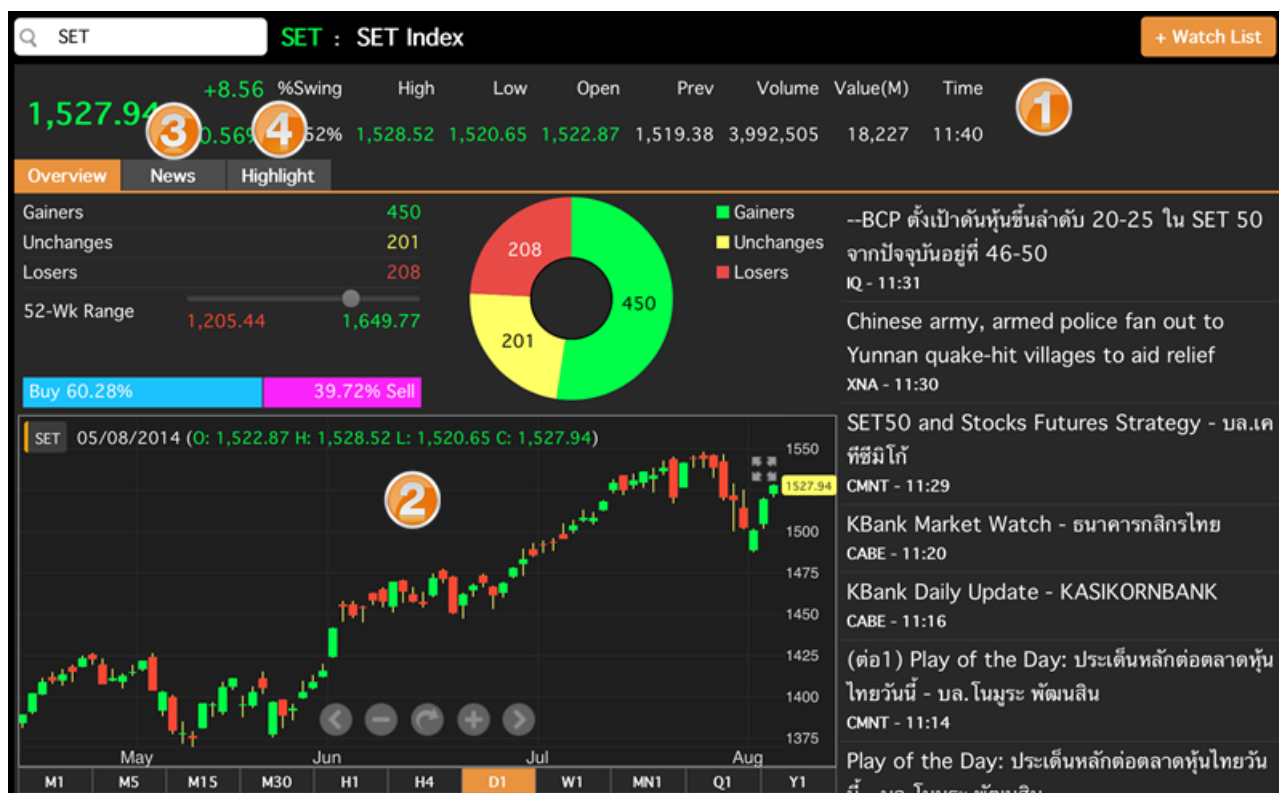 SET
SET : SET Index
+ Watch List
1,527.94
+8.56 %Swing High Low Open Prev Volume Value(M) Time
0.56% 52% 1,528.52 1,520.65 1,522.87 1,519.38 3,992,505 18,227 11:40
1
3
4
Overview News Highlight
Gainers 450
Unchanges 201
Losers 208
52-Wk Range
1,205.44 1,649.77
Buy 60.28% 39.72% Sell
208
450
201
Gainers
Unchanges
Losers
SET 05/08/2014 (O: 1,522.87 H: 1,528.52 L: 1,520.65 C: 1,527.94)
2
1550
1527.94
1500
1475
1450
1425
1400
1375
May Jun Jul Aug
M1 M5 M15 M30 H1 H4 D1 W1 MN1 Q1 Y1
--BCP ตั้งเป้าดันหุ้นขึ้นลำดับ 20-25 ใน SET 50
จากปัจจุบันอยู่ที่ 46-50
IQ - 11:31
Chinese army, armed police fan out to
Yunnan quake-hit villages to aid relief
XNA - 11:30
SET50 and Stocks Futures Strategy - บล.เค
ทีซีมิโก้
CMNT - 11:29
KBank Market Watch - ธนาคารกสิกรไทย
CABE - 11:20
KBank Daily Update - KASIKORNBANK
CABE - 11:16
(ต่อ1) Play of the Day: ประเด็นหลักต่อตลาดหุ้น
ไทยวันนี้ - บล.โนมูระ พัฒนสิน
CMNT - 11:14
Play of the Day: ประเด็นหลักต่อตลาดหุ้นไทยวัน